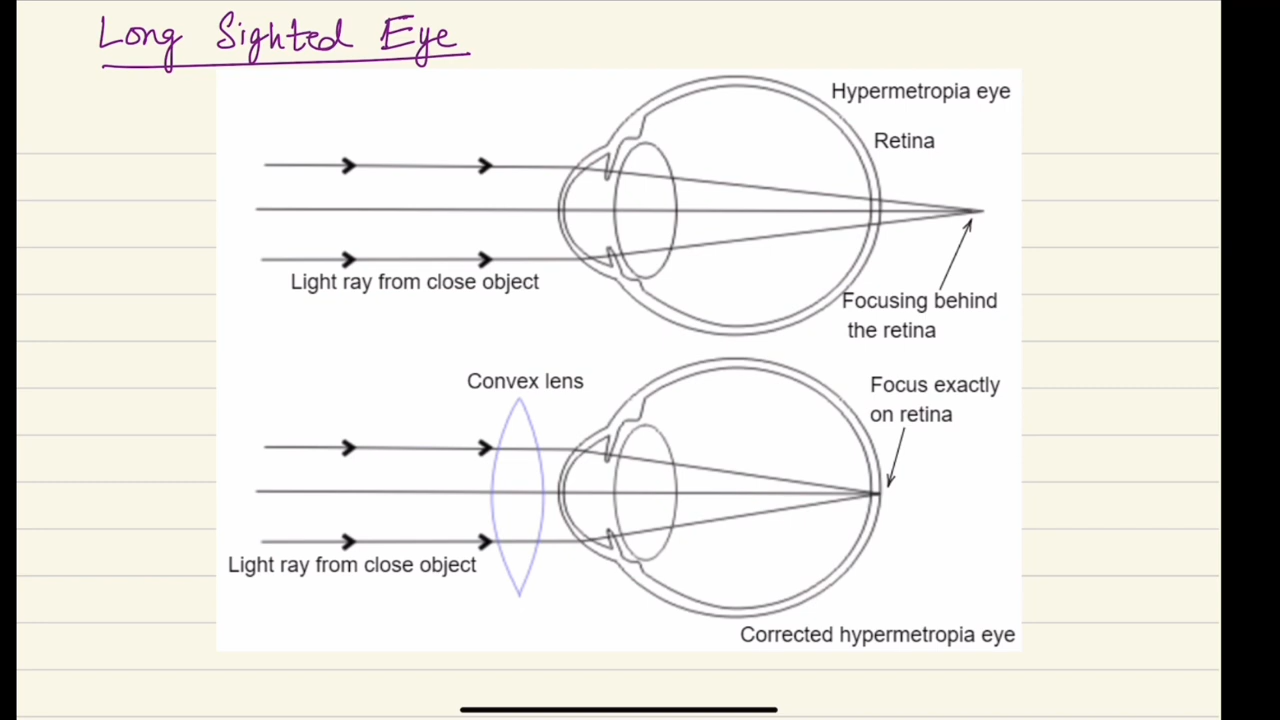 Long Sighted Eye
Hypermetropia eye
Retina
Light ray from close object
Focusing behind
the retina
Convex lens
Focus exactly
on retina
Light ray from close object
Corrected hypermetropia eye